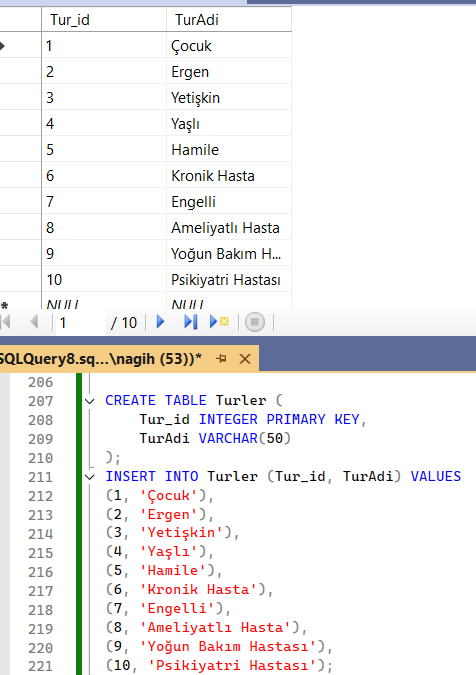 Tur_id TurAdi
1 Çocuk
2 Ergen
3 Yetişkin
4 Yaşlı
5 Hamile
6 Kronik Hasta
7 Engelli
8 Ameliyatlı Hasta
9 Yoğun Bakım H...
10 Psikiyatri Hastası
NULL NULL
1 / 10
SQLQuery8.sq...\nagih (53))*
206
207 CREATE TABLE Turler (
208 Tur_id INTEGER PRIMARY KEY,
209 TurAdi VARCHAR(50)
210 );
211 INSERT INTO Turler (Tur_id, TurAdi) VALUES
212 (1, 'Çocuk'),
213 (2, 'Ergen'),
214 (3, 'Yetişkin'),
215 (4, 'Yaşlı'),
216 (5, 'Hamile'),
217 (6, 'Kronik Hasta'),
218 (7, 'Engelli'),
219 (8, 'Ameliyatlı Hasta'),
220 (9, 'Yoğun Bakım Hastası'),
221 (10, 'Psikiyatri Hastası');